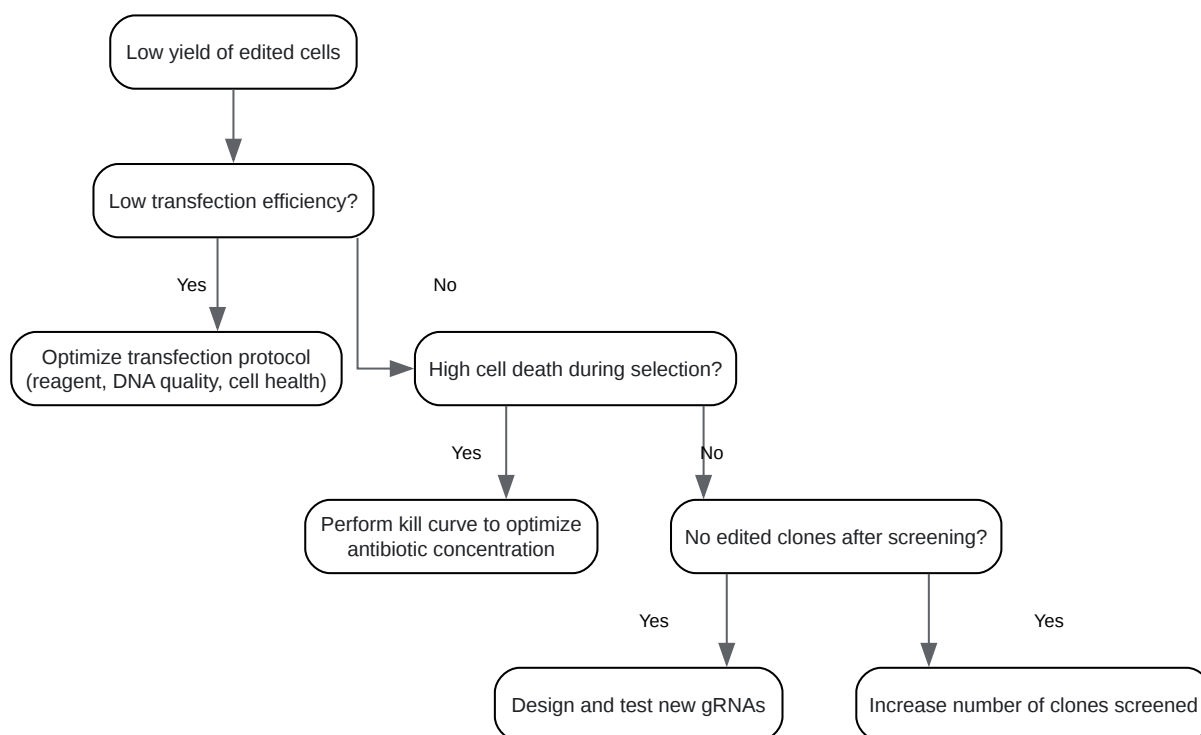 Low yield of edited cells
Low transfection efficiency?
Yes
No
Optimize transfection protocol
(reagent, DNA quality, cell health)
High cell death during selection?
Yes
No
Perform kill curve to optimize
antibiotic concentration
No edited clones after screening?
Yes
Yes
Design and test new gRNAs
Increase number of clones screened